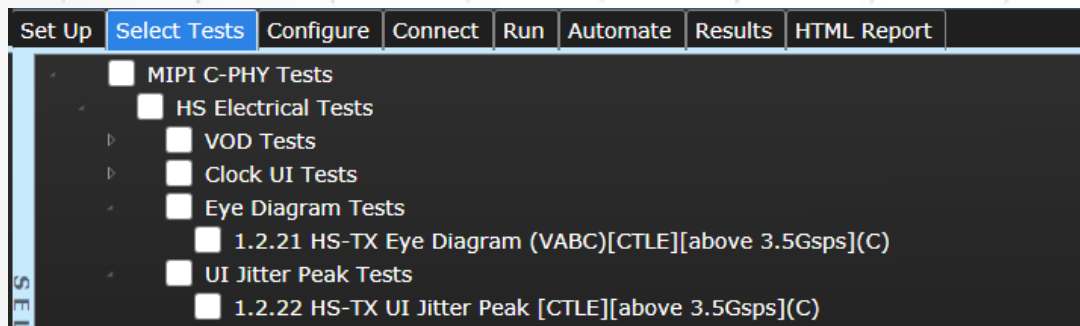 Set Up Select Tests Configure Connect Run Automate Results HTML Report
MIPI C-PHY Tests
HS Electrical Tests
VOD Tests
Clock UI Tests
Eye Diagram Tests
1.2.21 HS-TX Eye Diagram (VABC)[CTLE][above 3.5Gsps](C)
UI Jitter Peak Tests
1.2.22 HS-TX UI Jitter Peak [CTLE][above 3.5Gsps](C)